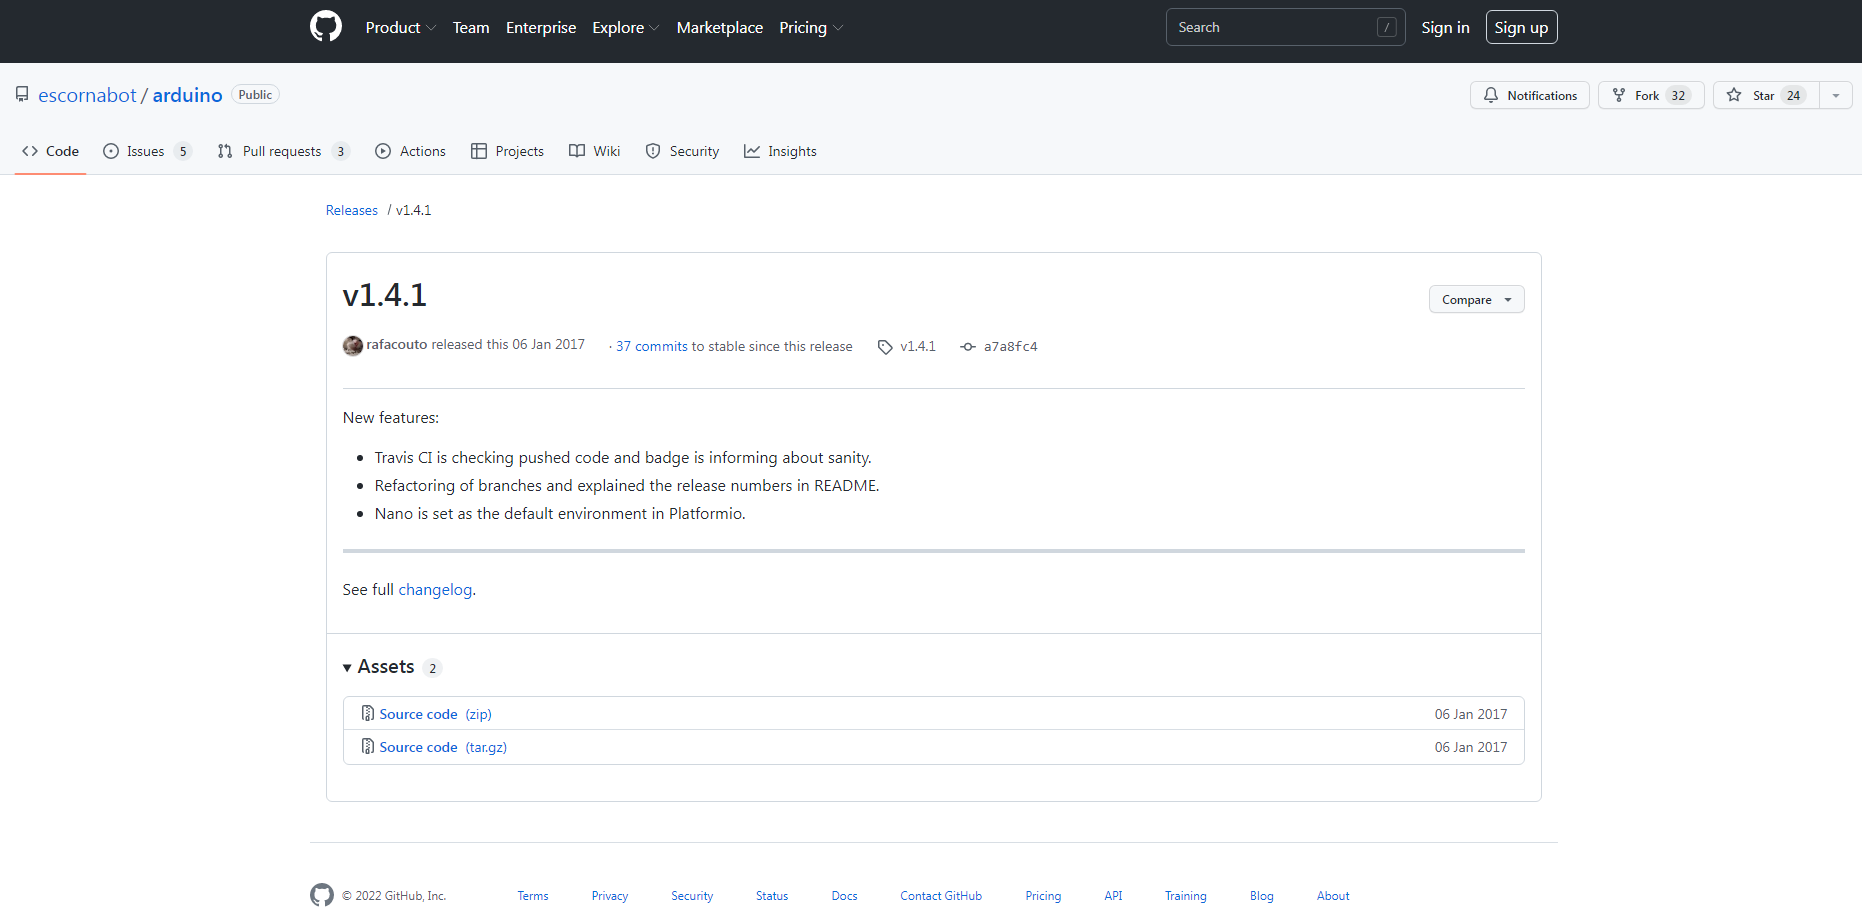 Product Team Enterprise Explore Marketplace Pricing Search / Sign in Sign up
escornabot / arduino Public Notifications Fork 32 Star 24
Code Issues 5 Pull requests 3 Actions Projects Wiki Security Insights
Releases / v1.4.1
v1.4.1
Compare
rafacouto released this 06 Jan 2017 · 37 commits to stable since this release v1.4.1 a7a8fc4
New features:
• Travis CI is checking pushed code and badge is informing about sanity.
• Refactoring of branches and explained the release numbers in README.
• Nano is set as the default environment in Platformio.
See full changelog.
Assets 2
Source code (zip) 06 Jan 2017
Source code (tar.gz) 06 Jan 2017
© 2022 GitHub, Inc. Terms Privacy Security Status Docs Contact GitHub Pricing API Training Blog About